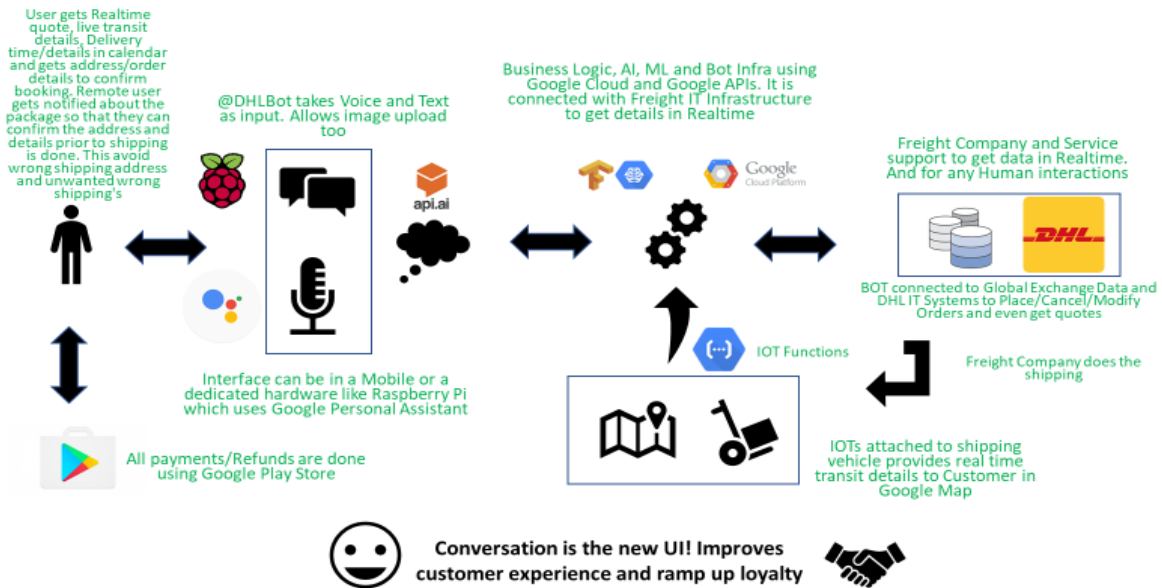 User gets Realtime
quote, live transit
details, Delivery
time/details in calendar
and gets address/order
details to confirm
booking. Remote user
gets notified about the
package so that they can
confirm the address and
details prior to shipping
is done. This avoid
wrong shipping address
and unwanted wrong
shipping's
@DHLBot takes Voice and Text
as input. Allows image upload
too
api.ai
Interface can be in a Mobile or a
dedicated hardware like Raspberry Pi
which uses Google Personal Assistant
All payments/Refunds are done
using Google Play Store
Business Logic, AI, ML and Bot Infra using
Google Cloud and Google APIs. It is
connected with Freight IT Infrastructure
to get details in Realtime
Google
Cloud Platform
IOT Functions
Freight Company and Service
support to get data in Realtime.
And for any Human interactions
DHL
BOT connected to Global Exchange Data and
DHL IT Systems to Place/Cancel/Modify
Orders and even get quotes
Freight Company does the
shipping
IOTs attached to shipping
vehicle provides real time
transit details to Customer in
Google Map
Conversation is the new UI! Improves
customer experience and ramp up loyalty